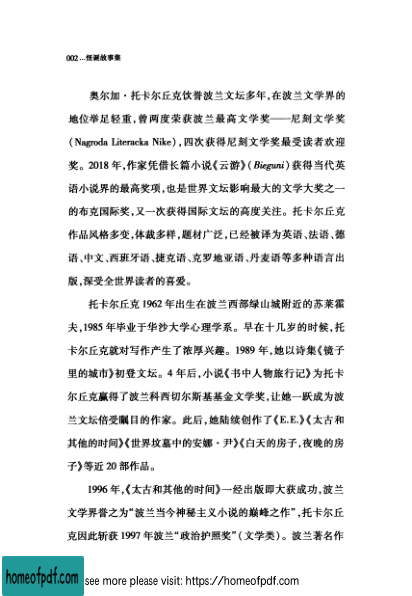 002…怪诞故事集
奥尔加·托卡尔丘克饮誉波兰文坛多年,在波兰文学界的
地位举足轻重,曾两度荣获波兰最高文学奖——尼刻文学奖
(Nagroda Literacka Nike),四次获得尼刻文学奖最受读者欢迎
奖。2018 年,作家凭借长篇小说《云游》(Bieguni)获得当代英
语小说界的最高奖项,也是世界文坛影响最大的文学大奖之一
的布克国际奖,又一次获得国际文坛的高度关注。托卡尔丘克
作品风格多变,体裁多样,题材广泛,已经被译为英语、法语、德
语、中文、西班牙语、捷克语、克罗地亚语、丹麦语等多种语言出
版,深受全世界读者的喜爱。
托卡尔丘克 1962 年出生在波兰西部绿山城附近的苏莱霍
夫,1985 年毕业于华沙大学心理学系。早在十几岁的时候,托
卡尔丘克就对写作产生了浓厚兴趣。1989 年,她以诗集《镜子
里的城市》初登文坛。4 年后,小说《书中人物旅行记》为托卡
尔丘克赢得了波兰科西切尔斯基基金文学奖,让她一跃成为波
兰文坛倍受瞩目的作家。此后,她陆续创作了《E.E.》《太古和
其他的时间》《世界坟墓中的安娜·尹》《白天的房子,夜晚的房
子》等近 20 部作品。
1996 年,《太古和其他的时间》一经出版即大获成功,波兰
文学界誉之为“波兰当今神秘主义小说的巅峰之作”,托卡尔丘
克因此斩获 1997 年波兰“政治护照奖”(文学类)。波兰著名作
homeofpdf.com
see more please visit: https://homeofpdf.com